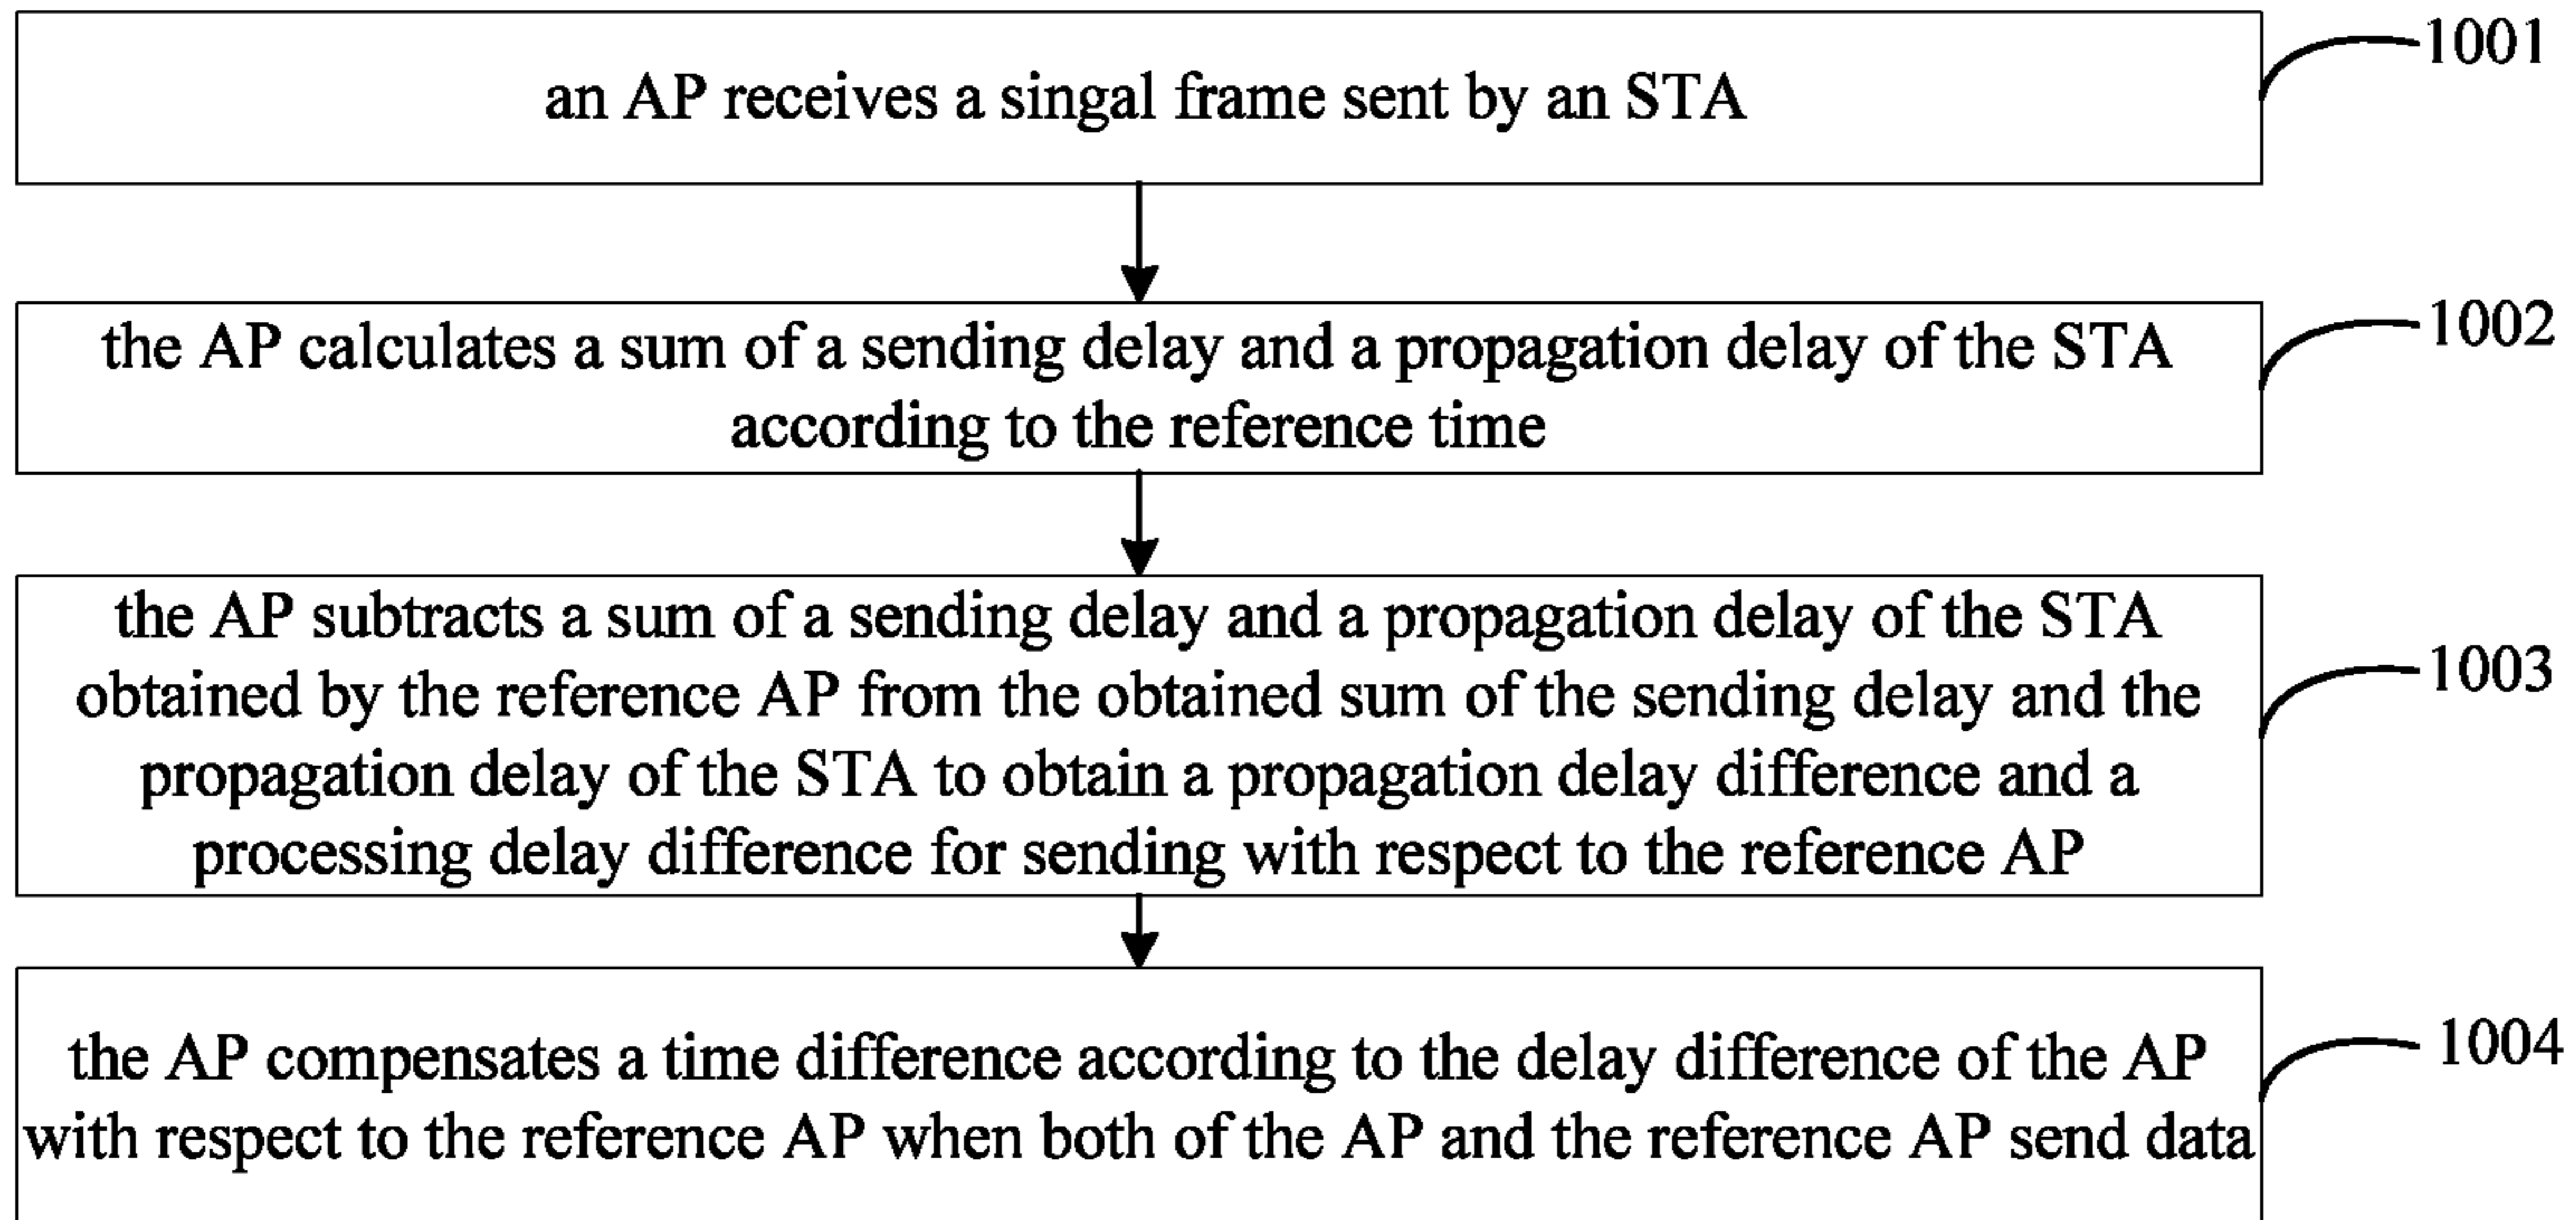 an AP receives a singal frame sent by an STA
1001
the AP calculates a sum of a sending delay and a propagation delay of the STA
according to the reference time
1002
the AP subtracts a sum of a sending delay and a propagation delay of the STA
obtained by the reference AP from the obtained sum of the sending delay and the
propagation delay of the STA to obtain a propagation delay difference and a
processing delay difference for sending with respect to the reference AP
1003
the AP compensates a time difference according to the delay difference of the AP
with respect to the reference AP when both of the AP and the reference AP send data
1004